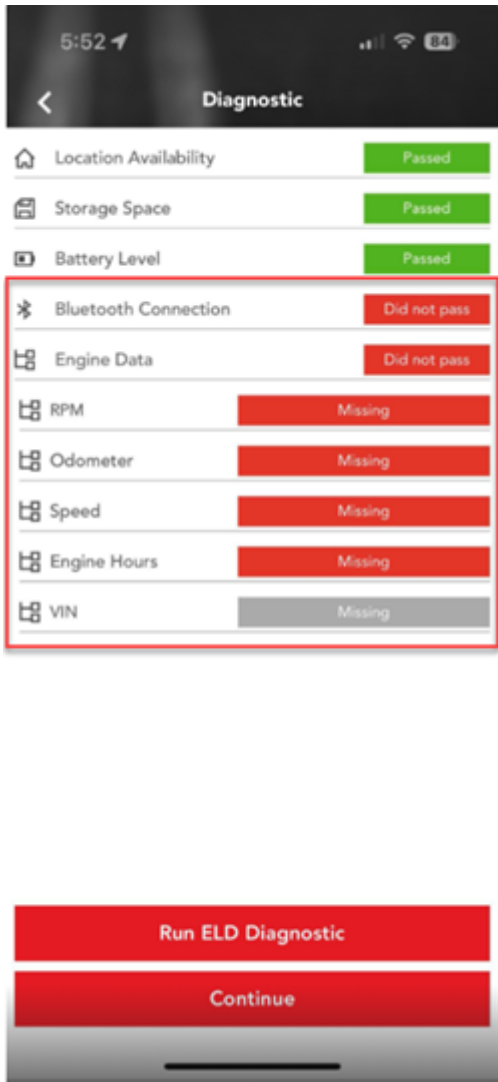 5:52
84
Diagnostic
Location Availability Passed
Storage Space Passed
Battery Level Passed
Bluetooth Connection Did not pass
Engine Data Did not pass
RPM Missing
Odometer Missing
Speed Missing
Engine Hours Missing
VIN Missing
Run ELD Diagnostic
Continue